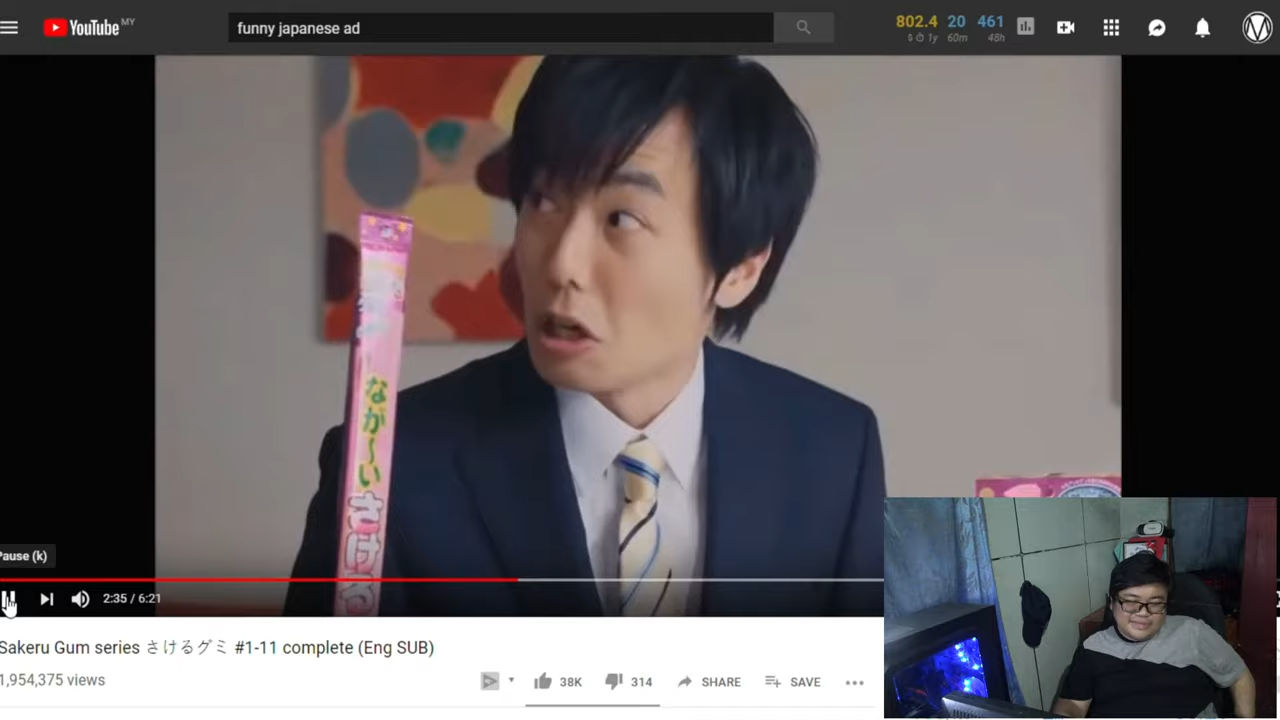 YouTube MY
funny japanese ad
802.4 20 461
$ 1y 60m 48h
なが～い
さける
Pause (k)
2:35 / 6:21
Sakeru Gum series さけるグミ #1-11 complete (Eng SUB)
1,954,375 views
38K 314 SHARE SAVE